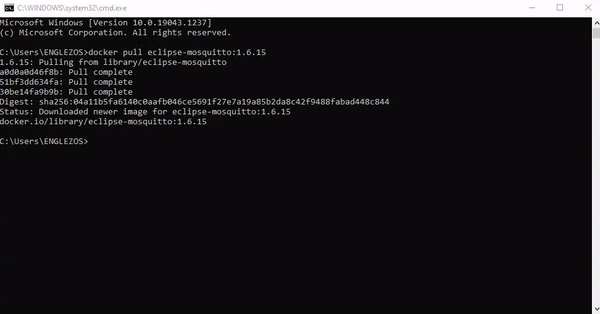 C:\WINDOWS\system32\cmd.exe
Microsoft Windows [Version 10.0.19043.1237]
(c) Microsoft Corporation. All rights reserved.
C:\Users\ENGLEZOS>docker pull eclipse-mosquitto:1.6.15
1.6.15: Pulling from library/eclipse-mosquitto
a0d0a0d46f8b: Pull complete
51bf3dd634fa: Pull complete
30be14fa9b9b: Pull complete
Digest: sha256:04a11b5fa6140c0aafb046ce5691f27e7a19a85b2da8c42f9488fabad448c844
Status: Downloaded newer image for eclipse-mosquitto:1.6.15
docker.io/library/eclipse-mosquitto:1.6.15
C:\Users\ENGLEZOS>